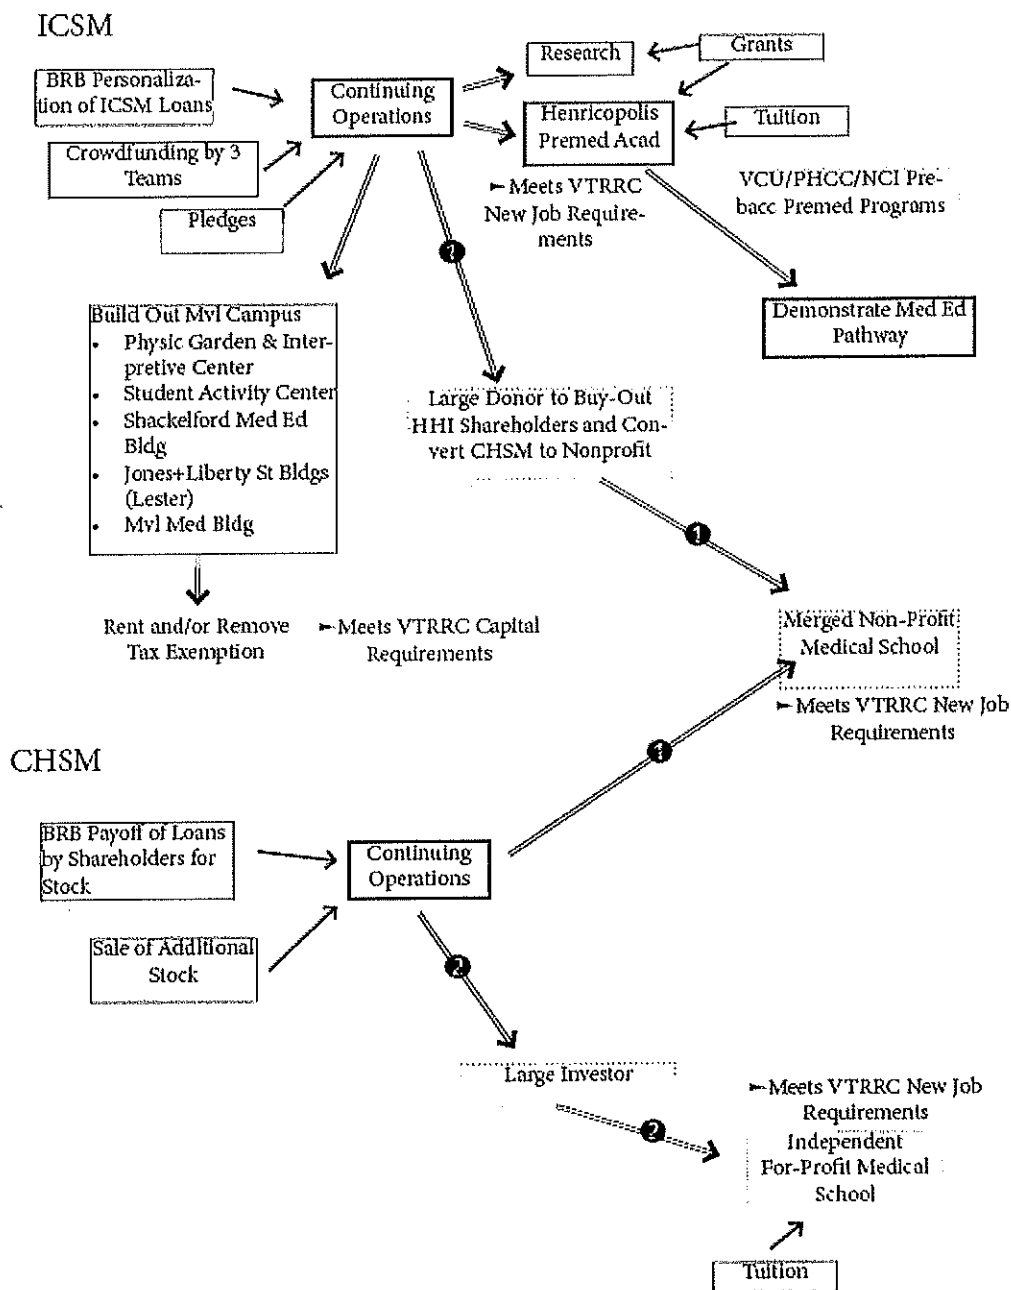 ICSM
BRB Personaliza-
tion of ICSM Loans
Crowdfunding by 3
Teams
Pledges
Continuing
Operations
Research
Grants
Henricopolis
Premed Acad
Tuition
►Meets VTRRC
New Job Require-
ments
VCU/PHCC/NCI Pre-
bacc Premed Programs
Demonstrate Med Ed
Pathway
Build Out Mvl Campus
• Physic Garden & Inter-
pretive Center
• Student Activity Center
• Shackelford Med Ed
Bldg
• Jones+Liberty St Bldgs
(Lester)
• Mvl Med Bldg
Large Donor to Buy-Out
HHI Shareholders and Con-
vert CHSM to Nonprofit
1
Rent and/or Remove
Tax Exemption
►Meets VTRRC Capital
Requirements
Merged Non-Profit
Medical School
►Meets VTRRC New Job
Requirements
1
CHSM
BRB Payoff of Loans
by Shareholders for
Stock
Continuing
Operations
Sale of Additional
Stock
2
Large Investor
2
►Meets VTRRC New Job
Requirements
Independent
For-Profit Medical
School
Tuition